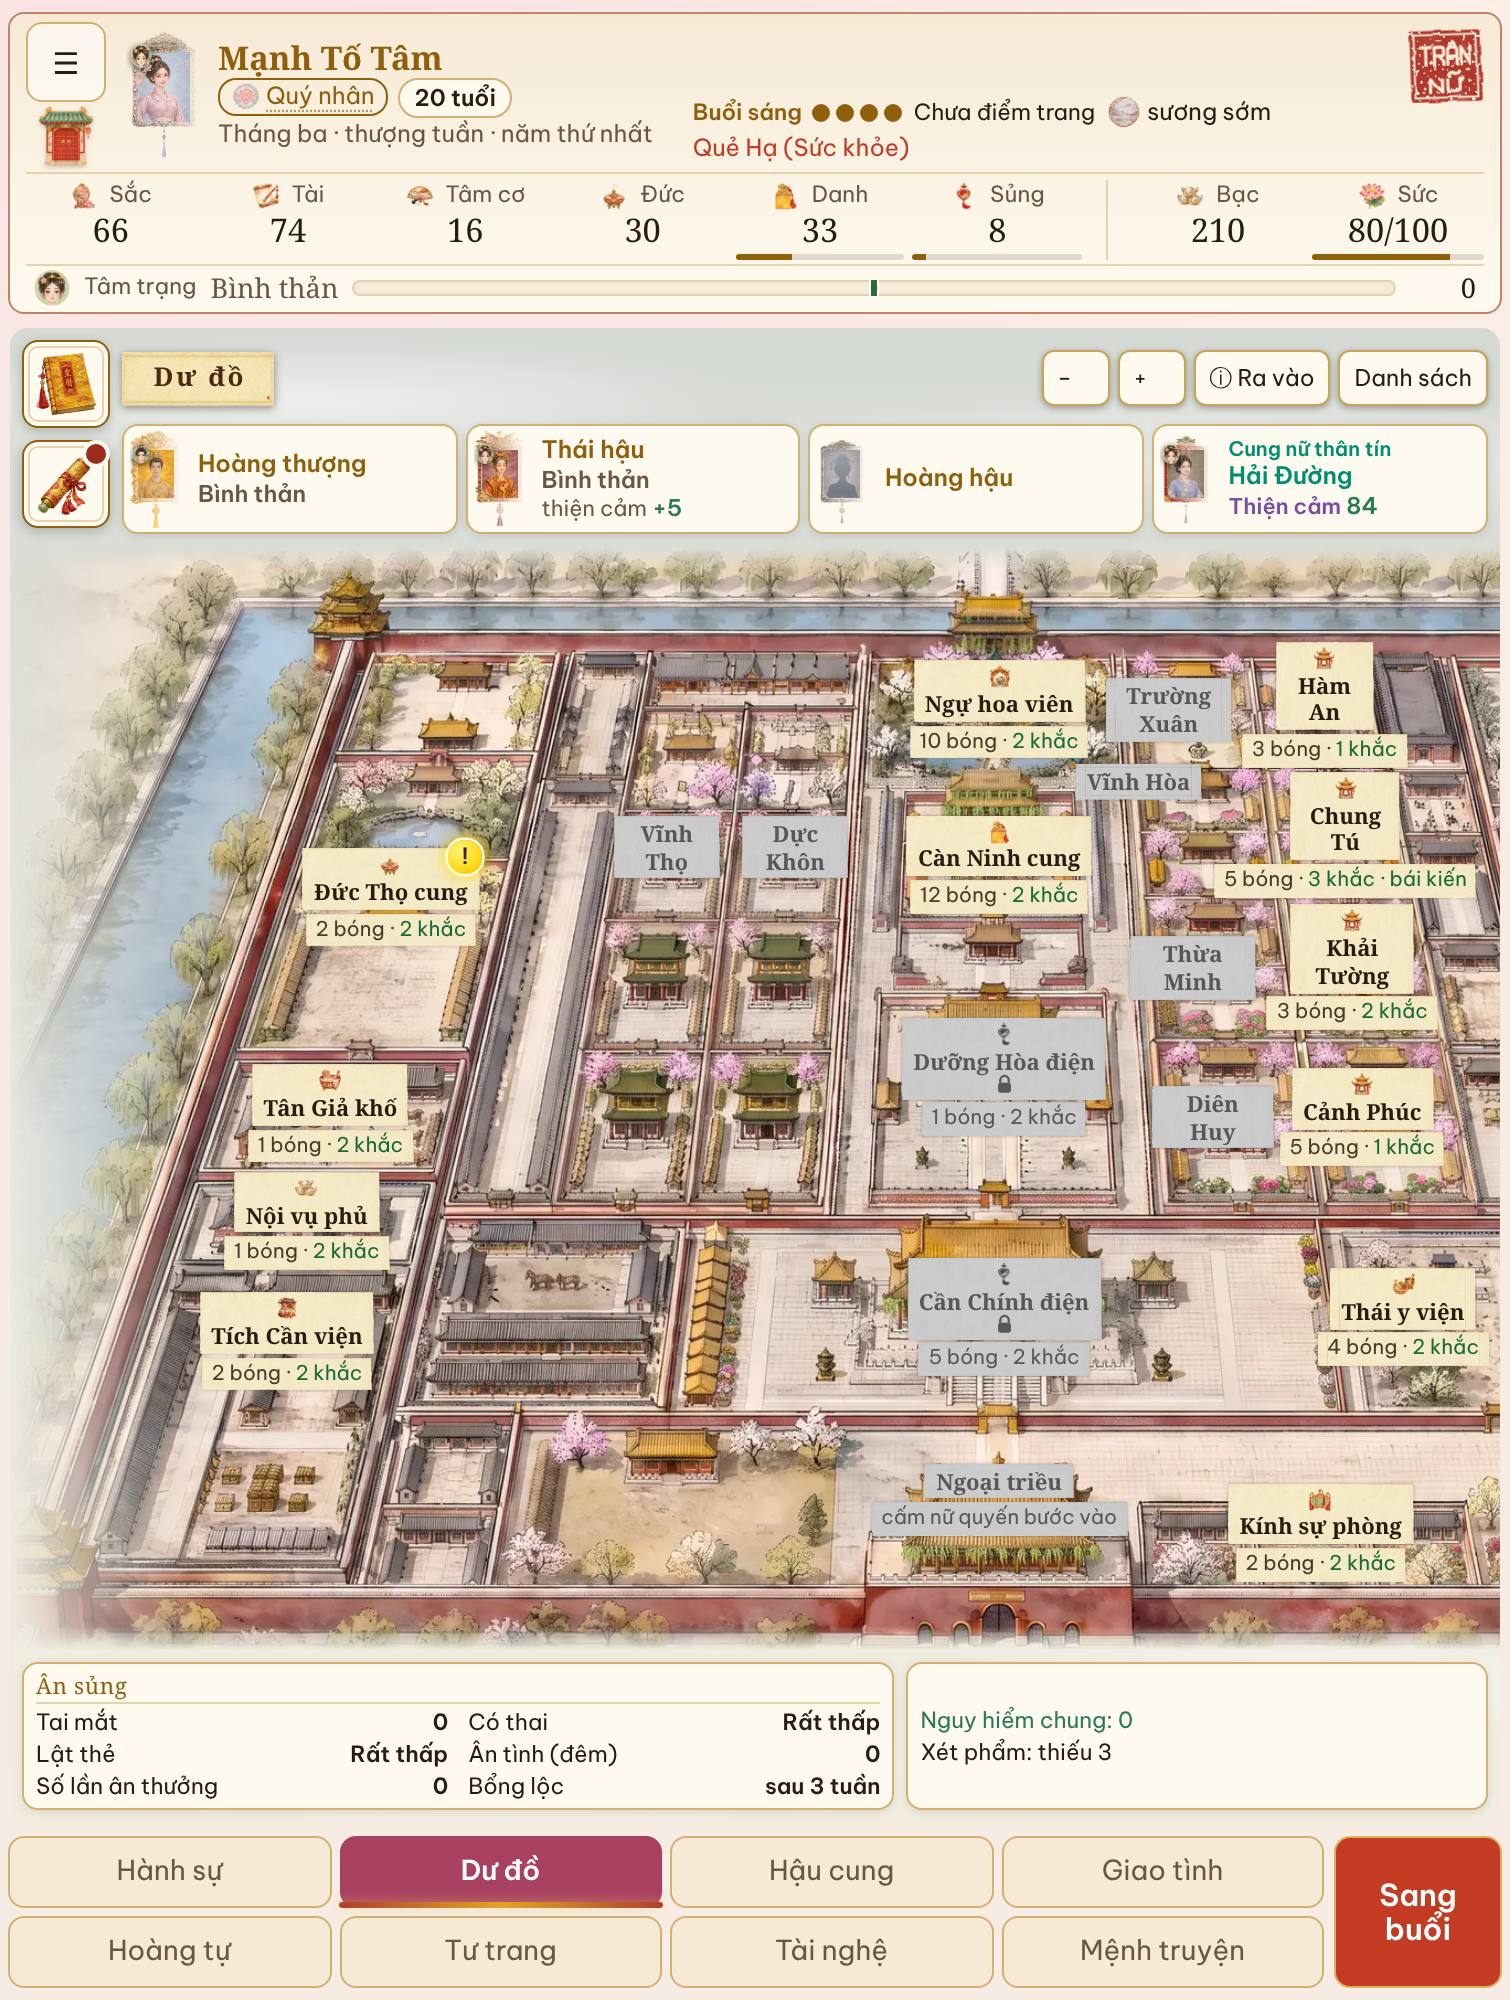 ☰
Mạnh Tố Tâm
Quý nhân
20 tuổi
Tháng ba · thượng tuần · năm thứ nhất
Buổi sáng
Chưa điểm trang
sương sớm
Quẻ Hạ (Sức khỏe)
TRÂN NỮ
Sắc
Tài
Tâm cơ
Đức
Danh
Sủng
Bạc
Sức
66
74
16
30
33
8
210
80/100
Tâm trạng Bình thản
0
Dư đồ
−
+
ⓘ Ra vào
Danh sách
Hoàng thượng
Bình thản
Thái hậu
Bình thản
thiện cảm +5
Hoàng hậu
Cung nữ thân tín
Hải Đường
Thiện cảm 84
Ngự hoa viên
10 bóng · 2 khắc
Trường
Xuân
Hàm
An
3 bóng · 1 khắc
Vĩnh Hòa
Chung
Tú
5 bóng · 3 khắc · bái kiến
Vĩnh
Thọ
Dực
Khôn
Càn Ninh cung
12 bóng · 2 khắc
!
Đức Thọ cung
2 bóng · 2 khắc
Thừa
Minh
Khải
Tường
3 bóng · 2 khắc
Dưỡng Hòa điện
1 bóng · 2 khắc
Tân Giả khố
1 bóng · 2 khắc
Diên
Huy
Cảnh Phúc
5 bóng · 1 khắc
Nội vụ phủ
1 bóng · 2 khắc
Cần Chính điện
5 bóng · 2 khắc
Thái y viện
4 bóng · 2 khắc
Tích Cần viện
2 bóng · 2 khắc
Ngoại triều
cấm nữ quyến bước vào
Kính sự phòng
2 bóng · 2 khắc
Ân sủng
Tai mắt 0
Có thai Rất thấp
Lật thẻ Rất thấp
Ân tình (đêm) 0
Số lần ân thưởng 0
Bổng lộc sau 3 tuần
Nguy hiểm chung: 0
Xét phẩm: thiếu 3
Hành sự
Dư đồ
Hậu cung
Giao tình
Sang
buổi
Hoàng tự
Tư trang
Tài nghệ
Mệnh truyện